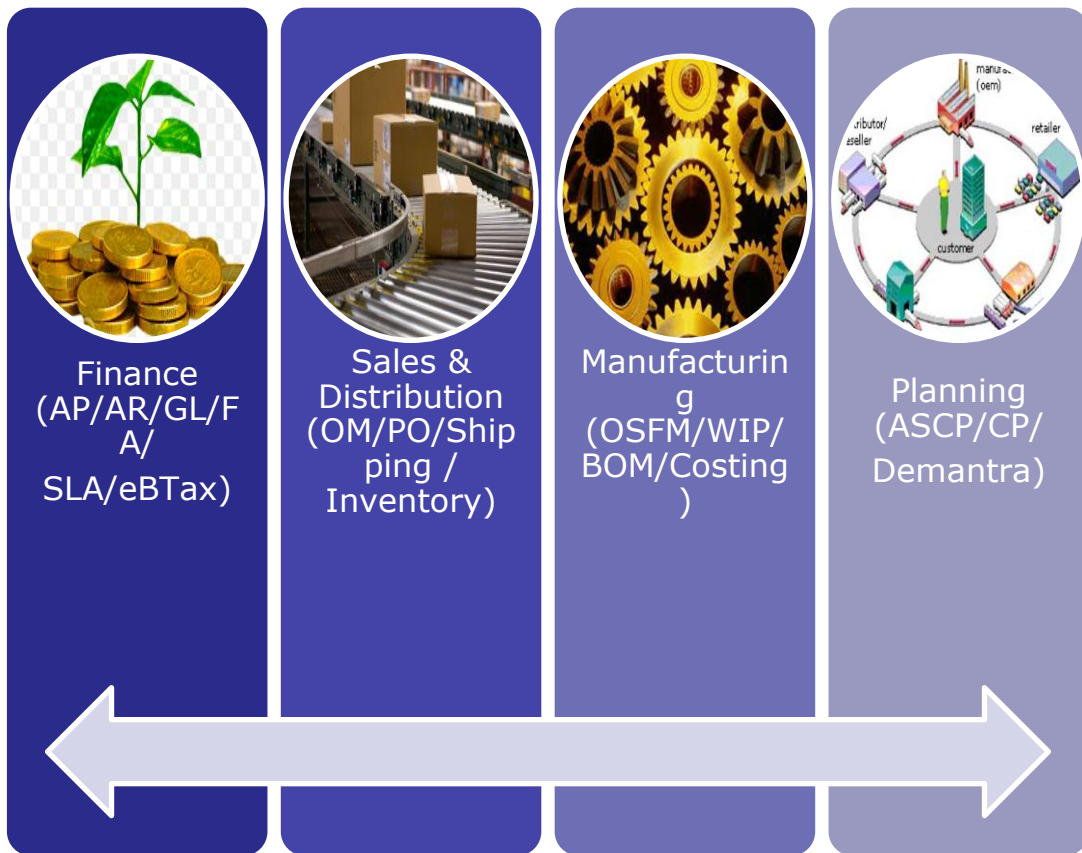 Finance
(AP/AR/GL/F
A/
SLA/eBTax)
Sales &
Distribution
(OM/PO/Ship
ping /
Inventory)
Manufacturin
g
(OSFM/WIP/
BOM/Costing
)
(oem)
retailer
customer
Planning
(ASCP/CP/
Demantra)